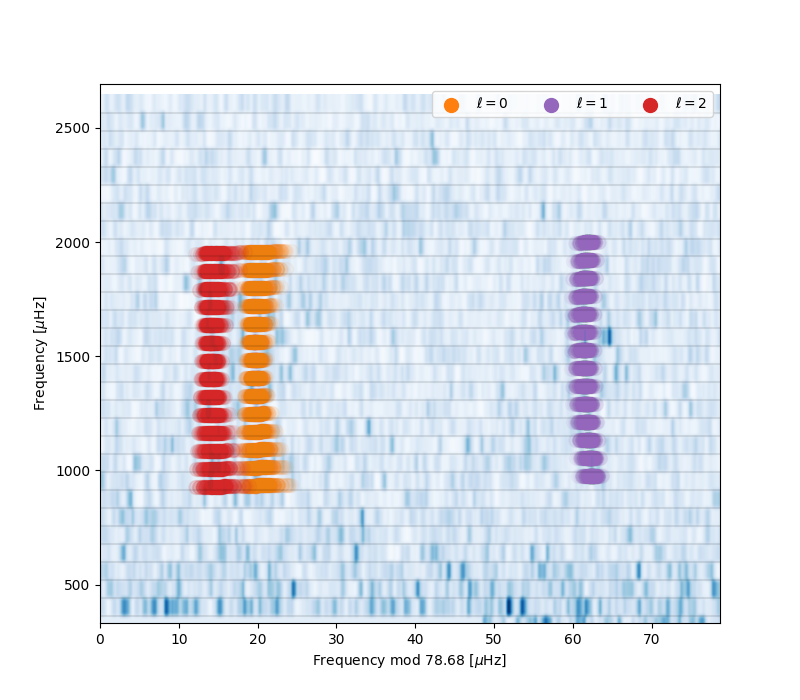 ℓ = 0 ℓ = 1 ℓ = 2
2500
2000
1500
1000
500
Frequency [μHz]
0 10 20 30 40 50 60 70
Frequency mod 78.68 [μHz]